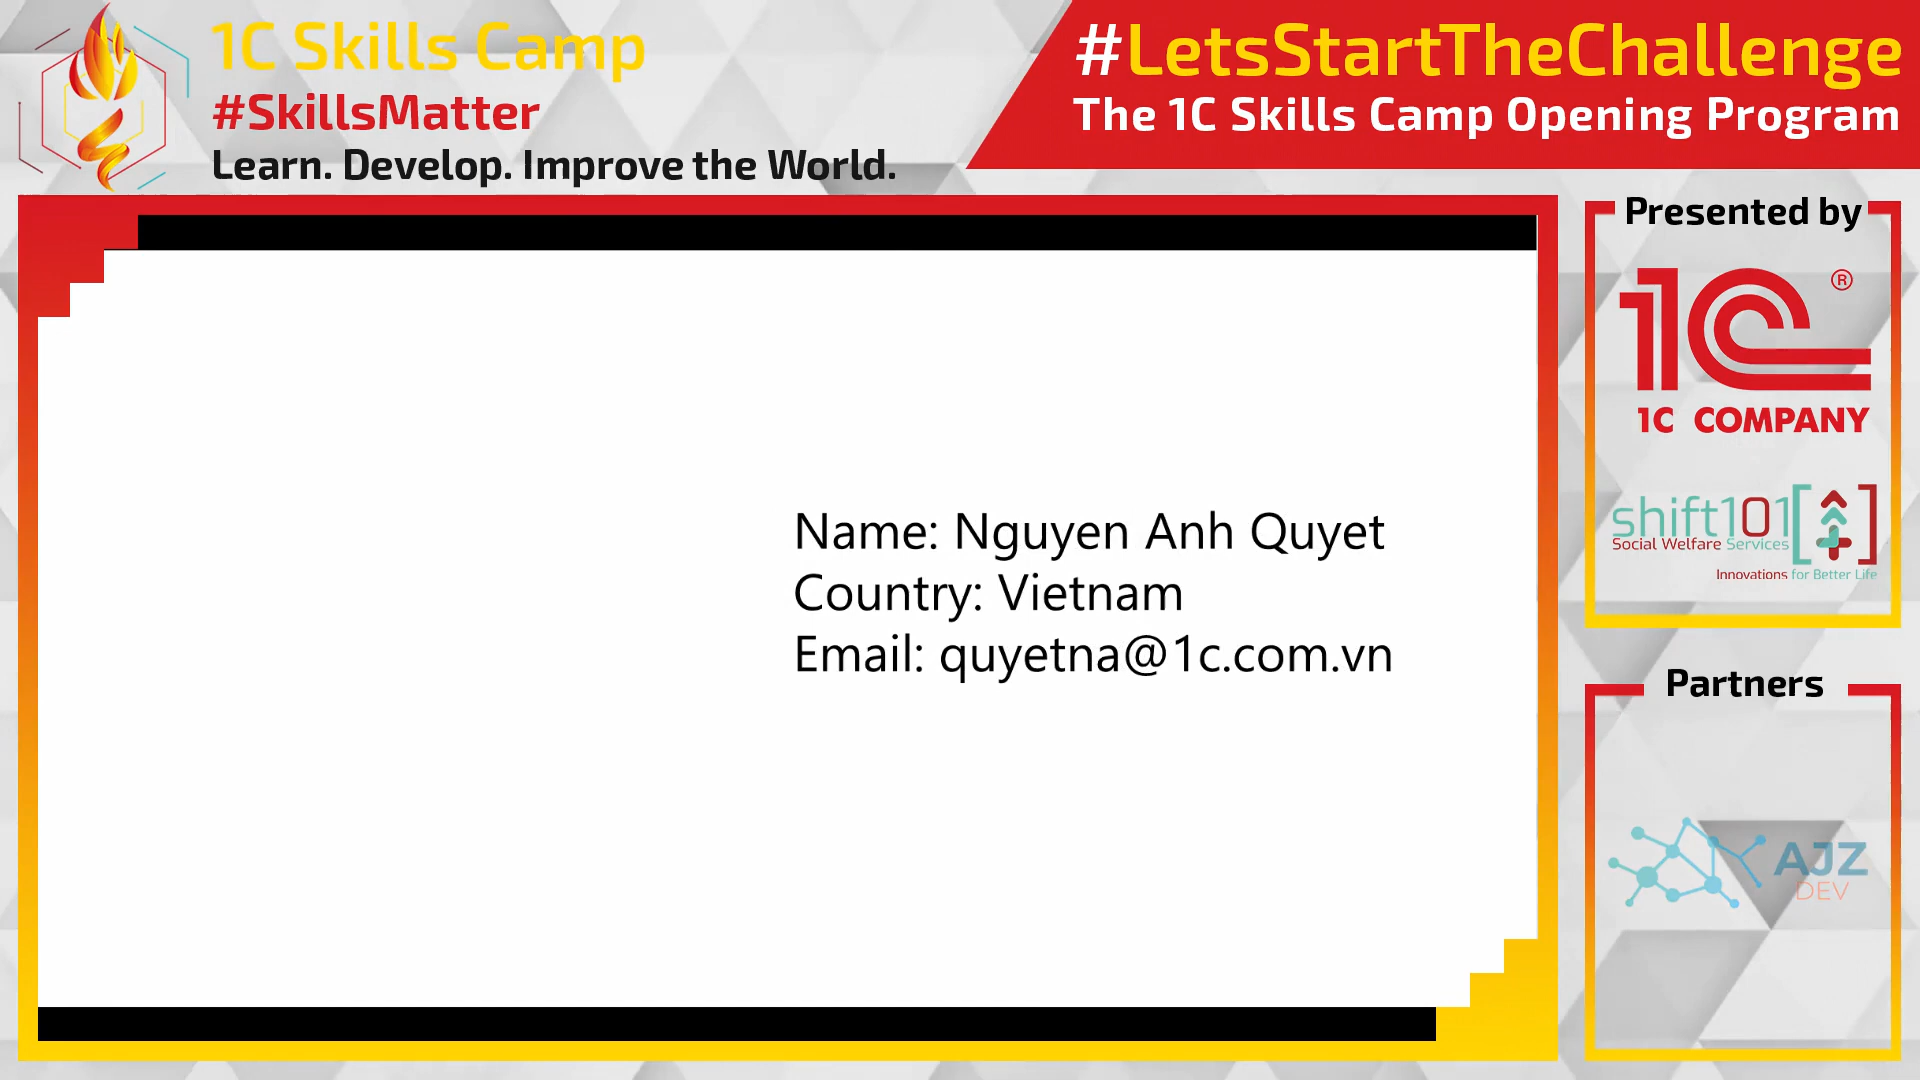 1C Skills Camp
#SkillsMatter
Learn. Develop. Improve the World.
#LetsStartTheChallenge
The 1C Skills Camp Opening Program
Name: Nguyen Anh Quyet
Country: Vietnam
Email: quyetna@1c.com.vn
Presented by
1C ®
1C COMPANY
shift101
Social Welfare Services
Innovations for Better Life
Partners
AJZ
DEV